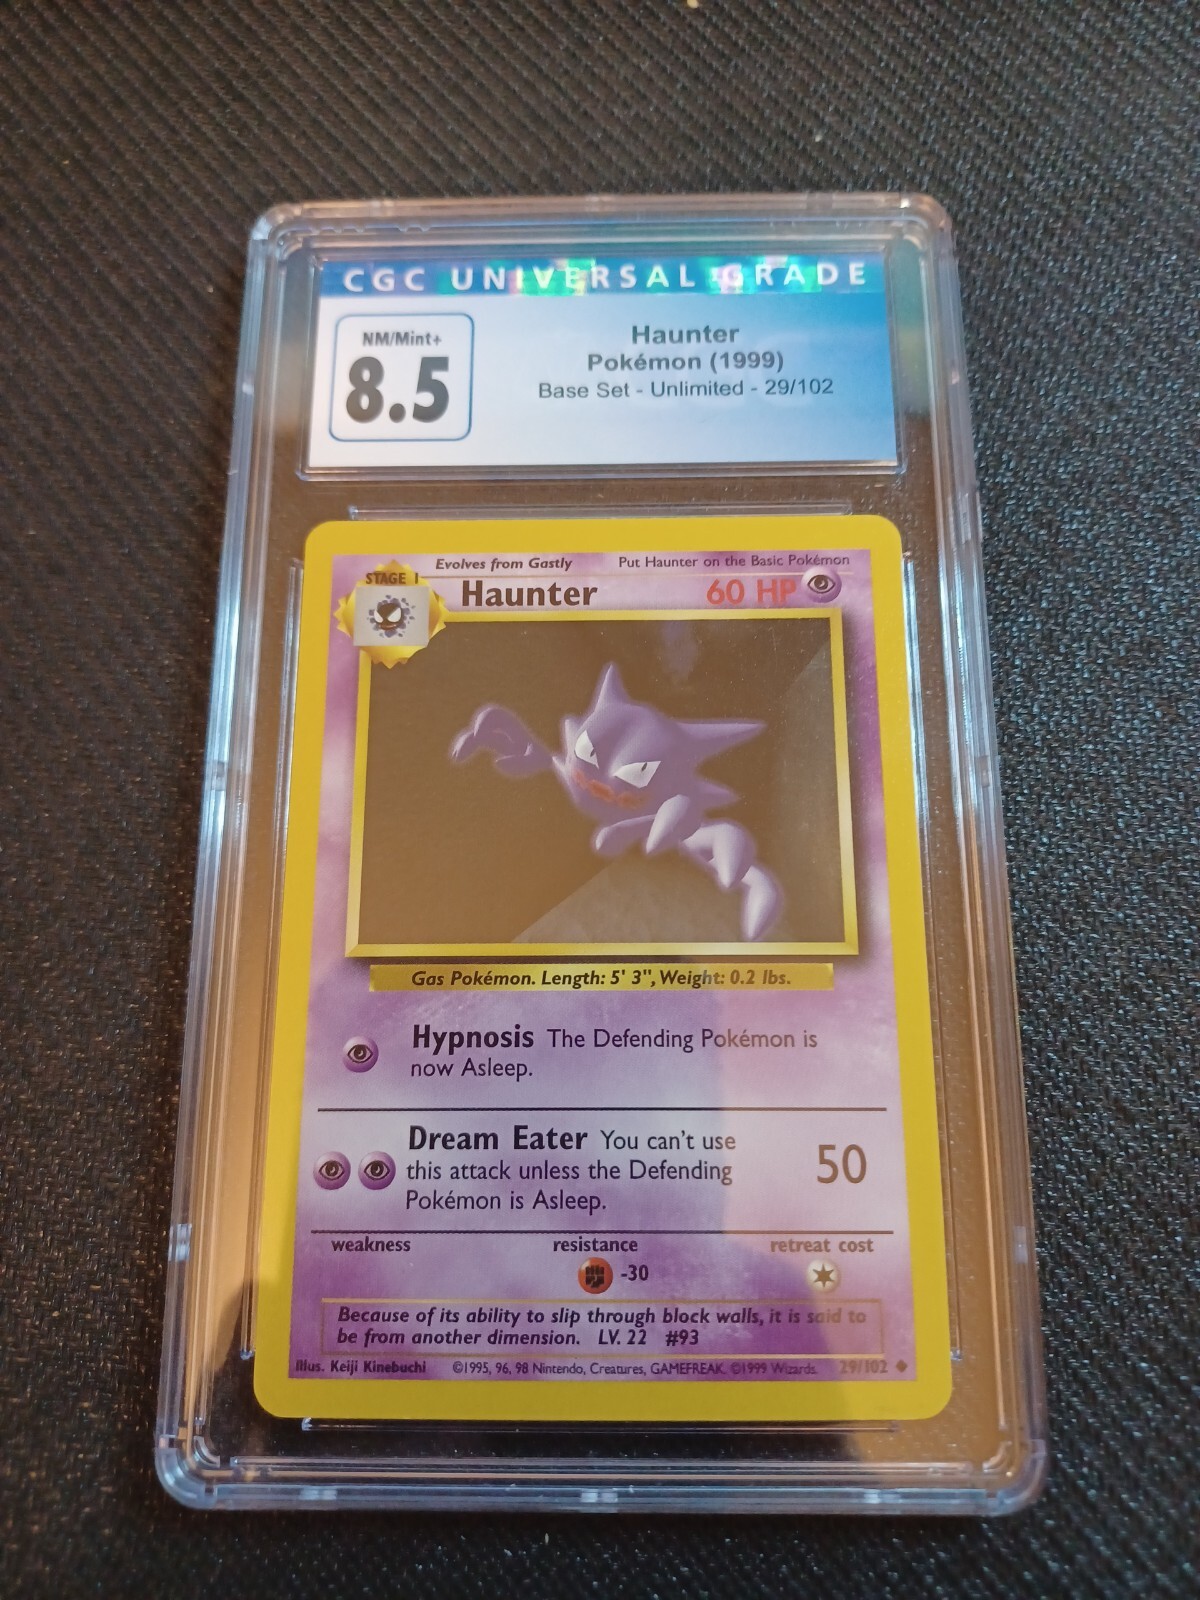 CGC UNIVERSAL GRADE
NM/Mint+
8.5
Haunter
Pokémon (1999)
Base Set - Unlimited - 29/102
Evolves from Gastly Put Haunter on the Basic Pokémon
STAGE 1
Haunter 60 HP
Gas Pokémon. Length: 5' 3", Weight: 0.2 lbs.
Hypnosis The Defending Pokémon is
now Asleep.
Dream Eater You can't use
this attack unless the Defending
Pokémon is Asleep.
50
weakness resistance retreat cost
-30
Because of its ability to slip through block walls, it is said to
be from another dimension. LV. 22 #93
Illus. Keiji Kinebuchi ©1995, 96, 98 Nintendo, Creatures, GAMEFREAK. ©1999 Wizards. 29/102